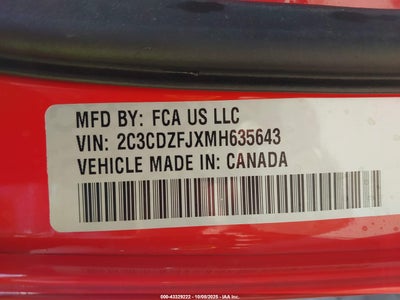 MFD BY: FCA US LLC
VIN: 2C3CDZFJXMH635643
VEHICLE MADE IN: CANADA
000-43329222 - 10/09/2025 - IAA Inc.